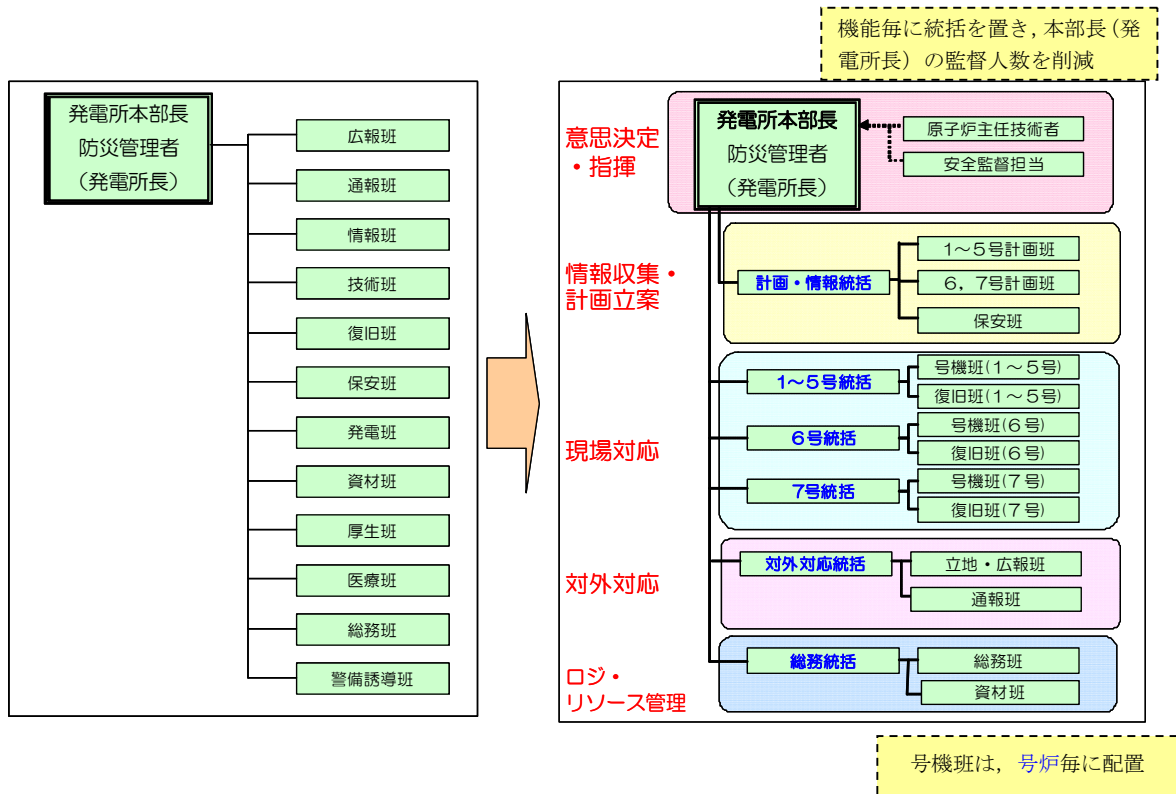 機能毎に統括を置き，本部長（発
電所長）の監督人数を削減
発電所本部長
防災管理者
（発電所長）
広報班
通報班
情報班
技術班
復旧班
保安班
発電班
資材班
厚生班
医療班
総務班
警備誘導班
意思決定
・指揮
発電所本部長
防災管理者
（発電所長）
原子炉主任技術者
安全監督担当
情報収集・
計画立案
計画・情報統括
1～5号計画班
6，7号計画班
保安班
現場対応
1～5号統括
号機班(1～5号)
復旧班(1～5号)
6号統括
号機班(6号)
復旧班(6号)
7号統括
号機班(7号)
復旧班(7号)
対外対応
対外対応統括
立地・広報班
通報班
ロジ・
リソース管理
総務統括
総務班
資材班
号機班は，号炉毎に配置